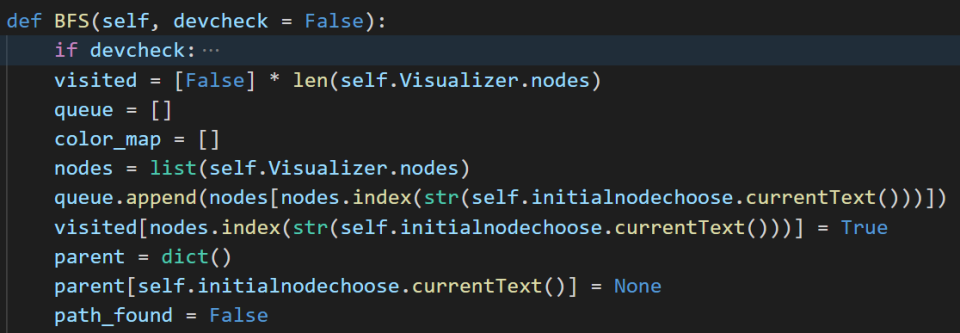 def BFS(self, devcheck = False):
    if devcheck:···
    visited = [False] * len(self.Visualizer.nodes)
    queue = []
    color_map = []
    nodes = list(self.Visualizer.nodes)
    queue.append(nodes[nodes.index(str(self.initialnodechoose.currentText()))])
    visited[nodes.index(str(self.initialnodechoose.currentText()))] = True
    parent = dict()
    parent[self.initialnodechoose.currentText()] = None
    path_found = False